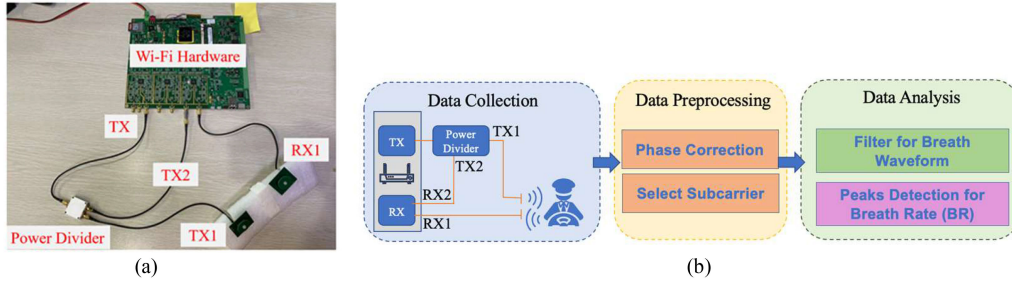 Wi-Fi Hardware
TX
RX1
TX2
Power Divider
TX1
(a)
Data Collection
TX
Power
Divider
TX1
TX2
RX
RX2
RX1
Data Preprocessing
Phase Correction
Select Subcarrier
Data Analysis
Filter for Breath
Waveform
Peaks Detection for
Breath Rate (BR)
(b)